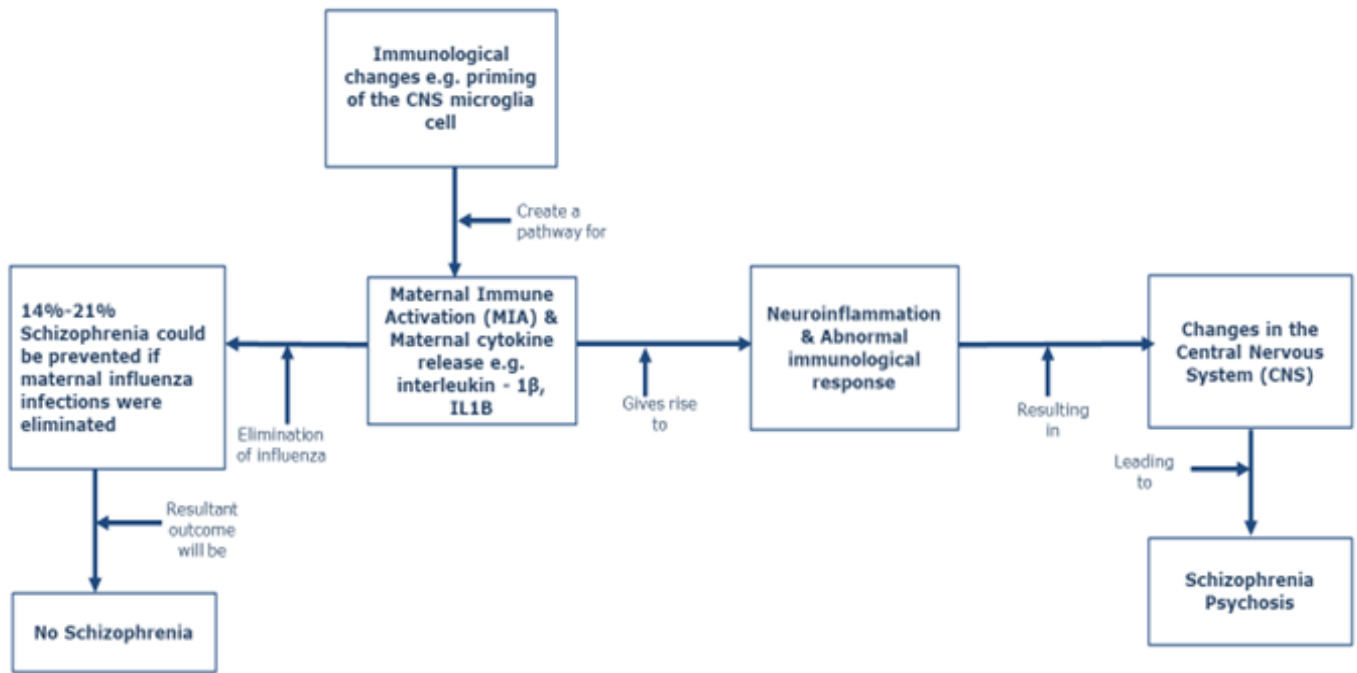 Immunological
changes e.g. priming
of the CNS microglia
cell
Create a
pathway for
14%-21%
Schizophrenia could
be prevented if
maternal influenza
infections were
eliminated
Elimination
of influenza
Maternal Immune
Activation (MIA) &
Maternal cytokine
release e.g.
interleukin - 1β,
IL1B
Gives rise
to
Neuroinflammation
& Abnormal
immunological
response
Resulting
in
Changes in the
Central Nervous
System (CNS)
Leading
to
Resultant
outcome
will be
No Schizophrenia
Schizophrenia
Psychosis